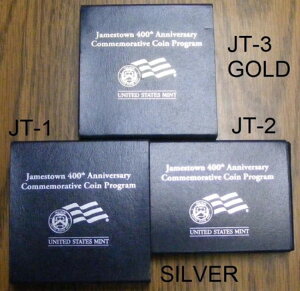 Jamestown 400th Anniversary
Commemorative Coin Program
UNITED STATES MINT
JT-3
GOLD
JT-1
Jamestown 400th Anniversary
Commemorative Coin Program
UNITED STATES MINT
JT-2
Jamestown 400th Anniversary
Commemorative Coin Program
UNITED STATES MINT
SILVER